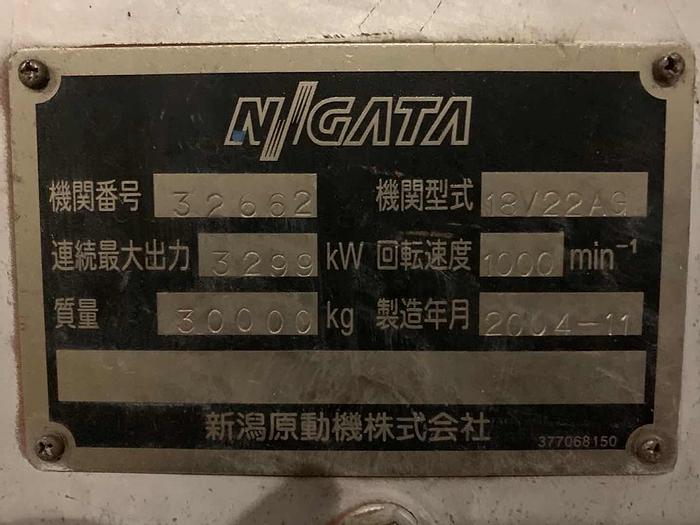 NIIGATA
機関番号 32662 機関型式 18V22AG
連続最大出力 3299 kW 回転速度 1000 min⁻¹
質量 30000 kg 製造年月 2004-11
新潟原動機株式会社 377068150